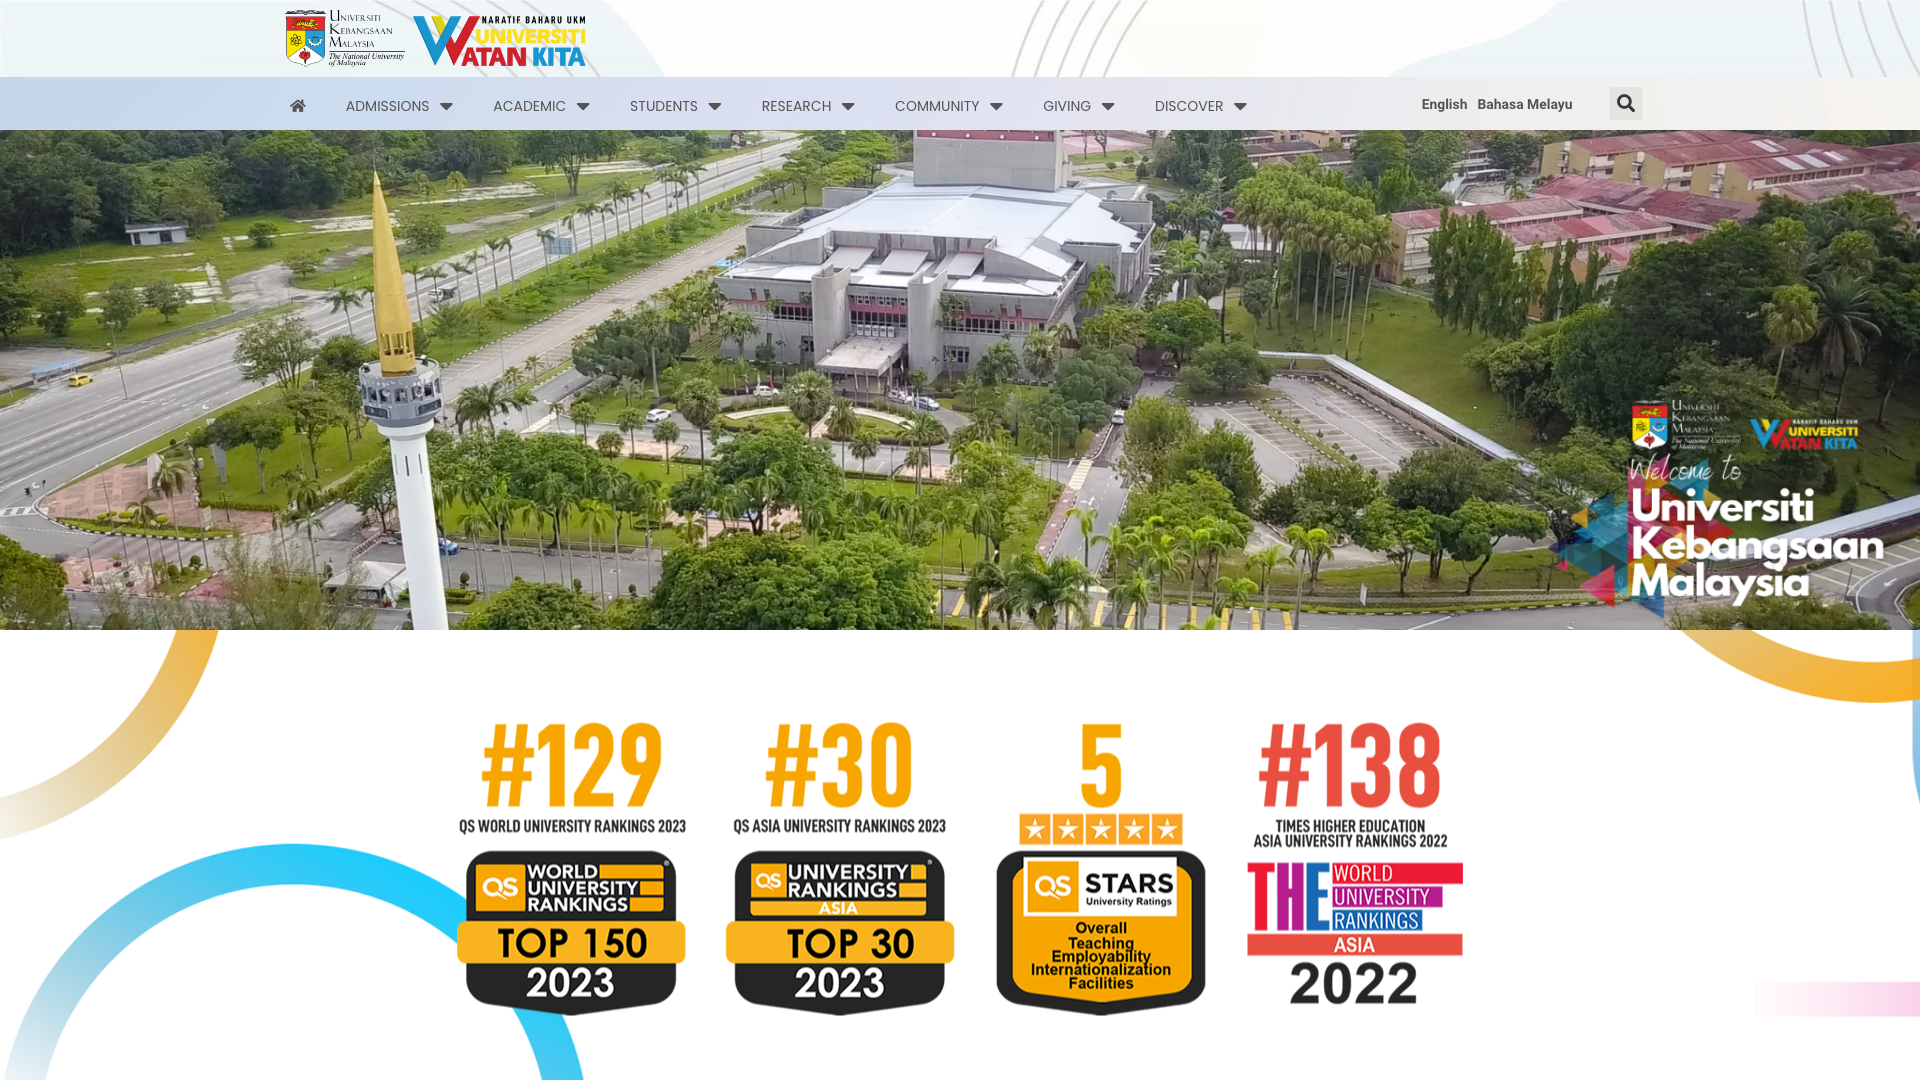 UNIVERSITI
KEBANGSAAN
MALAYSIA
The National University
of Malaysia
NARATIF BAHARU UKM
UNIVERSITI
WATAN KITA
ADMISSIONS
ACADEMIC
STUDENTS
RESEARCH
COMMUNITY
GIVING
DISCOVER
English
Bahasa Melayu
UNIVERSITI
KEBANGSAAN
MALAYSIA
The National University
of Malaysia
NARATIF BAHARU UKM
UNIVERSITI
WATAN KITA
Welcome to
Universiti
Kebangsaan
Malaysia
#129
QS WORLD UNIVERSITY RANKINGS 2023
QS WORLD
UNIVERSITY
RANKINGS
TOP 150
2023
#30
QS ASIA UNIVERSITY RANKINGS 2023
QS UNIVERSITY
RANKINGS
ASIA
TOP 30
2023
5
QS STARS
University Ratings
Overall
Teaching
Employability
Internationalization
Facilities
#138
TIMES HIGHER EDUCATION
ASIA UNIVERSITY RANKINGS 2022
THE WORLD
UNIVERSITY
RANKINGS
ASIA
2022